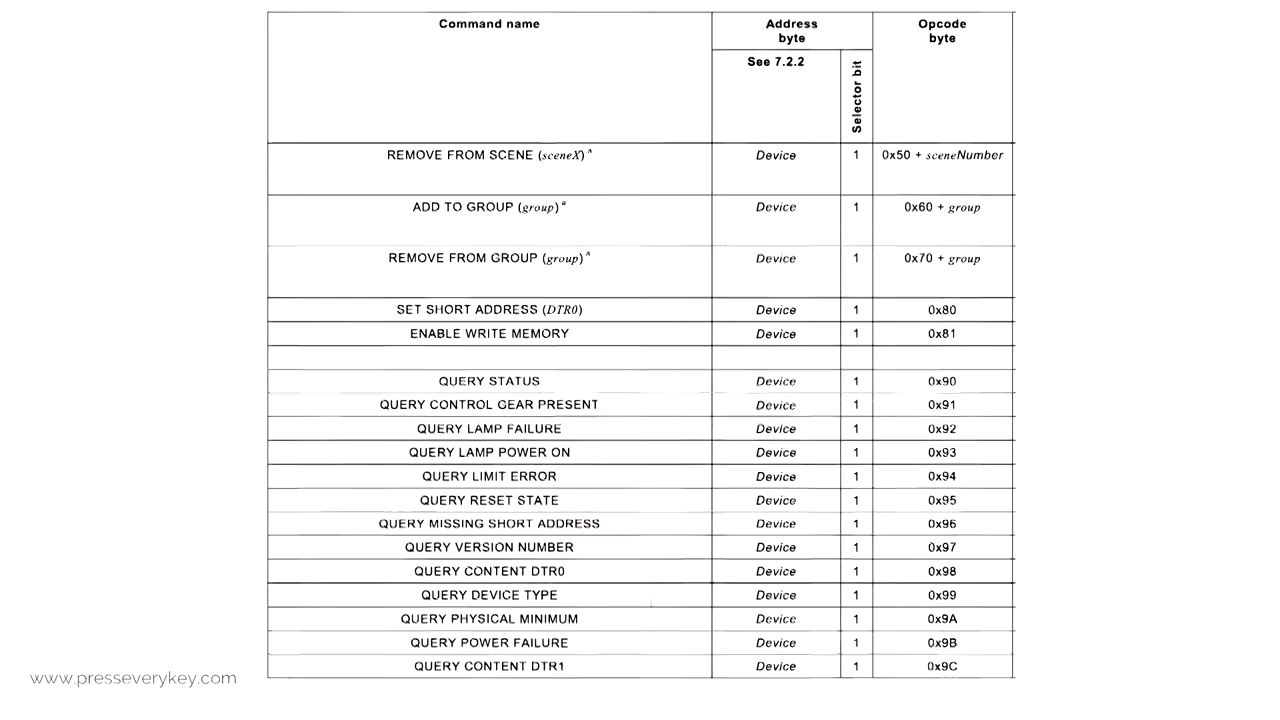 Command name Address Opcode
byte byte
See 7.2.2 Selector bit
REMOVE FROM SCENE (sceneX) a Device 1 0x50 + sceneNumber
ADD TO GROUP (group) a Device 1 0x60 + group
REMOVE FROM GROUP (group) a Device 1 0x70 + group
SET SHORT ADDRESS (DTR0) Device 1 0x80
ENABLE WRITE MEMORY Device 1 0x81
QUERY STATUS Device 1 0x90
QUERY CONTROL GEAR PRESENT Device 1 0x91
QUERY LAMP FAILURE Device 1 0x92
QUERY LAMP POWER ON Device 1 0x93
QUERY LIMIT ERROR Device 1 0x94
QUERY RESET STATE Device 1 0x95
QUERY MISSING SHORT ADDRESS Device 1 0x96
QUERY VERSION NUMBER Device 1 0x97
QUERY CONTENT DTR0 Device 1 0x98
QUERY DEVICE TYPE Device 1 0x99
QUERY PHYSICAL MINIMUM Device 1 0x9A
QUERY POWER FAILURE Device 1 0x9B
QUERY CONTENT DTR1 Device 1 0x9C
www.presseverykey.com